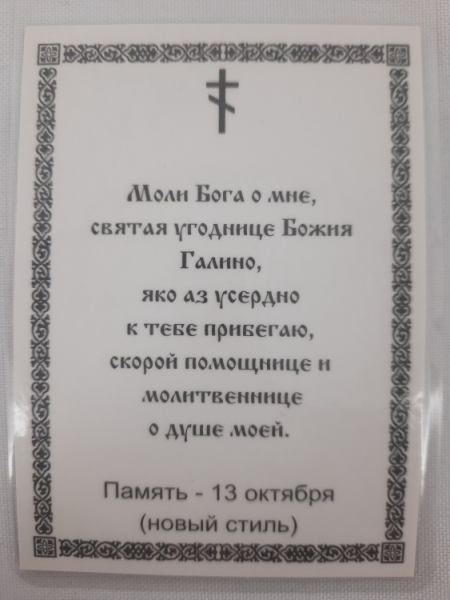 Моли Бога о мне,
святая угоднице Божия
Галино,
яко аз усердно
к тебе прибегаю,
скорой помощнице и
молитвеннице
о душе моей.
Память - 13 октября
(новый стиль)